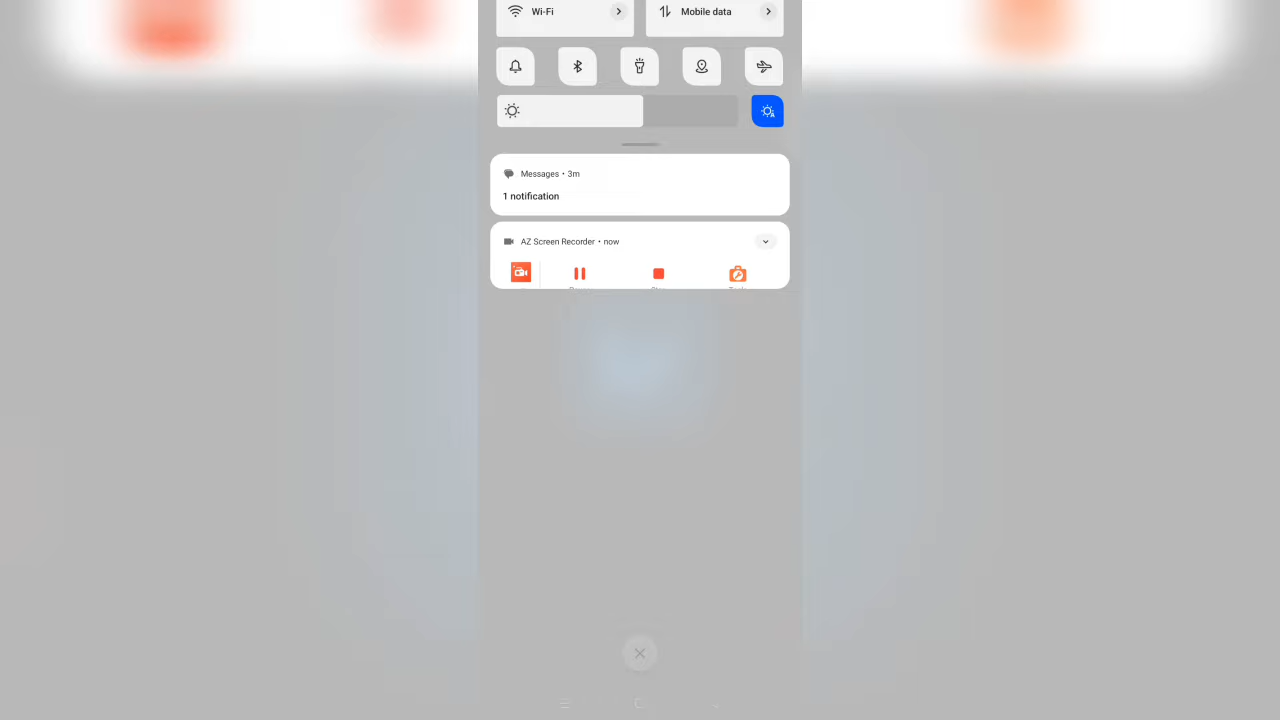 Wi-Fi
Mobile data
Messages • 3m
1 notification
AZ Screen Recorder • now